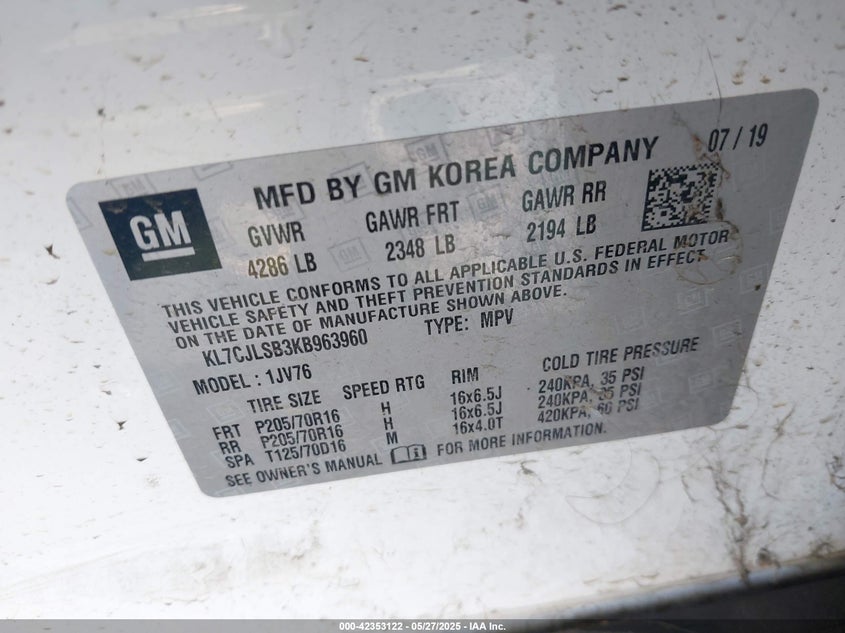 GM
MFD BY GM KOREA COMPANY 07 / 19
GVWR GAWR FRT GAWR RR
4286 LB 2348 LB 2194 LB
THIS VEHICLE CONFORMS TO ALL APPLICABLE U.S. FEDERAL MOTOR
VEHICLE SAFETY AND THEFT PREVENTION STANDARDS IN EFFECT
ON THE DATE OF MANUFACTURE SHOWN ABOVE.
KL7CJLSB3KB963960 TYPE: MPV
MODEL : 1JV76
TIRE SIZE SPEED RTG RIM COLD TIRE PRESSURE
FRT P205/70R16 H 16x6.5J 240KPA, 35 PSI
RR P205/70R16 H 16x6.5J 240KPA, 35 PSI
SPA T125/70D16 M 16x4.0T 420KPA, 60 PSI
SEE OWNER'S MANUAL FOR MORE INFORMATION.
000-42353122 - 05/27/2025 - IAA Inc.